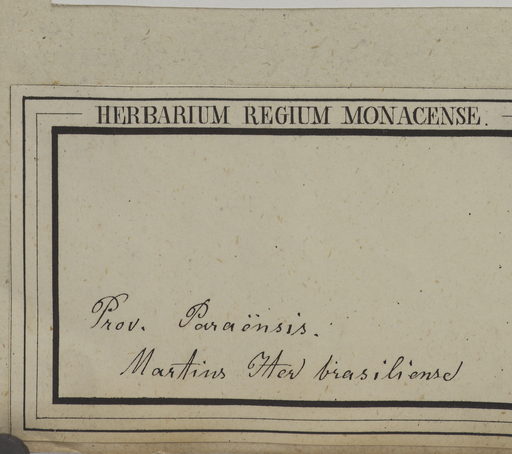 HERBARIUM REGIUM MONACENSE.
Prov. Paraënsis.
Martius Iter brasiliense